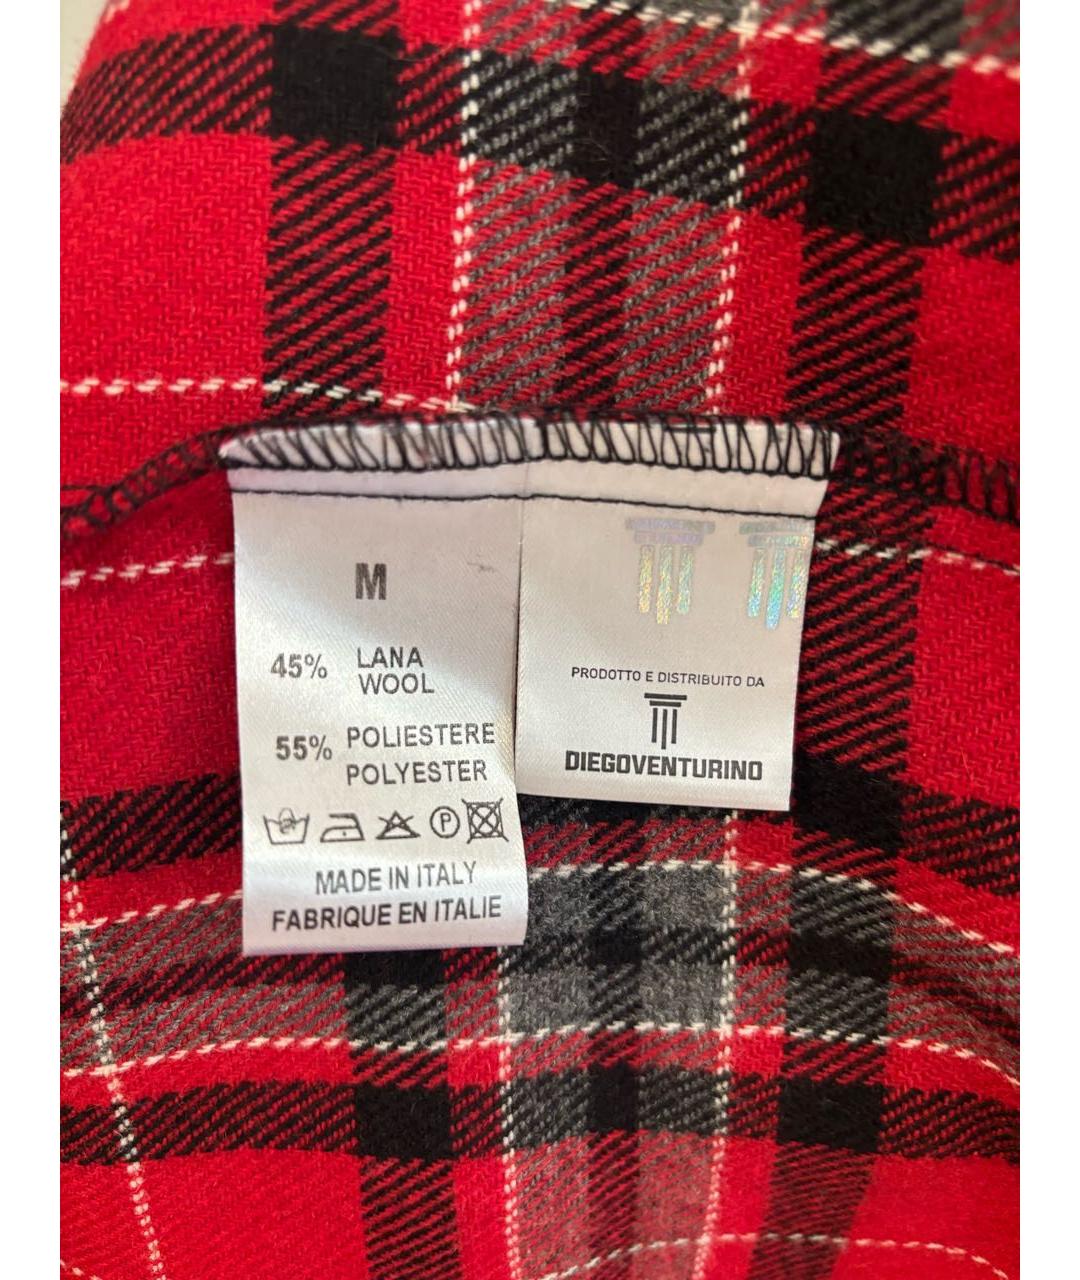 M
45% LANA
WOOL
55% POLIESTERE
POLYESTER
P
MADE IN ITALY
FABRIQUE EN ITALIE
PRODOTTO E DISTRIBUITO DA
DIEGOVENTURINO